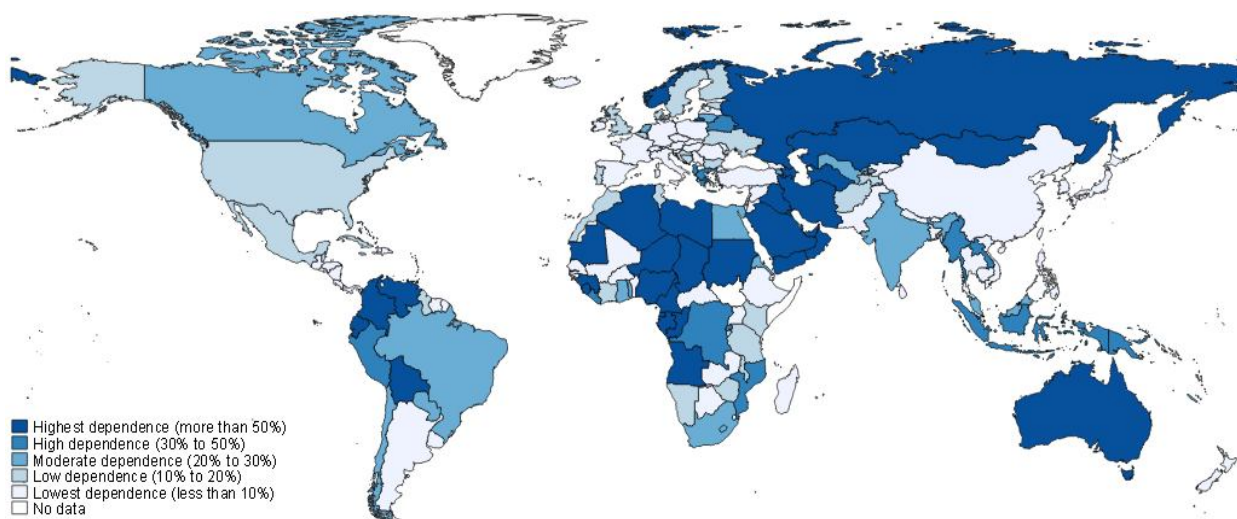 Highest dependence (more than 50%)
High dependence (30% to 50%)
Moderate dependence (20% to 30%)
Low dependence (10% to 20%)
Lowest dependence (less than 10%)
No data